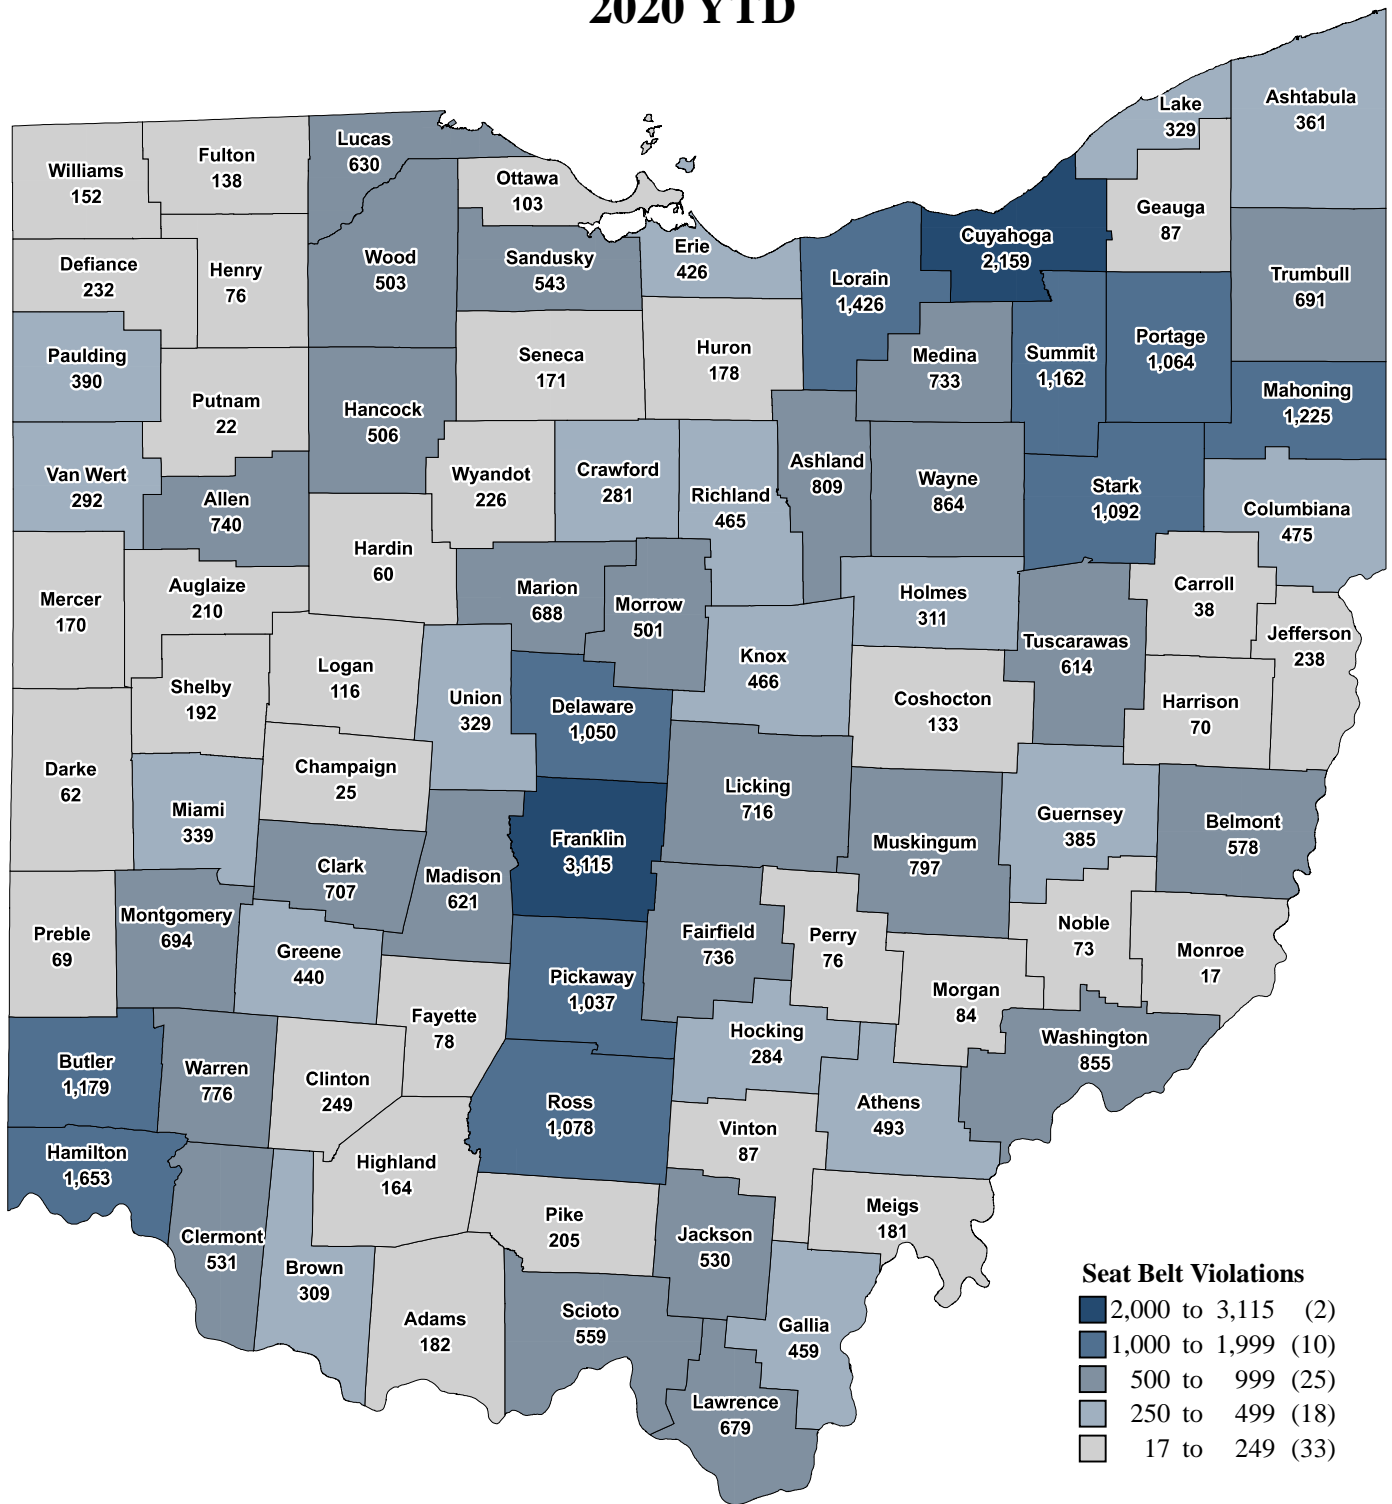 2020 YTD
Lake
329
Ashtabula
361
Williams
152
Fulton
138
Lucas
630
Ottawa
103
Geauga
87
Defiance
232
Henry
76
Wood
503
Sandusky
543
Erie
426
Lorain
1,426
Cuyahoga
2,159
Trumbull
691
Paulding
390
Putnam
22
Hancock
506
Seneca
171
Huron
178
Medina
733
Summit
1,162
Portage
1,064
Mahoning
1,225
Van Wert
292
Allen
740
Wyandot
226
Crawford
281
Richland
465
Ashland
809
Wayne
864
Stark
1,092
Columbiana
475
Mercer
170
Auglaize
210
Hardin
60
Marion
688
Morrow
501
Holmes
311
Tuscarawas
614
Carroll
38
Jefferson
238
Shelby
192
Logan
116
Union
329
Delaware
1,050
Knox
466
Coshocton
133
Harrison
70
Darke
62
Miami
339
Champaign
25
Franklin
3,115
Licking
716
Muskingum
797
Guernsey
385
Belmont
578
Clark
707
Madison
621
Preble
69
Montgomery
694
Greene
440
Fayette
78
Pickaway
1,037
Fairfield
736
Perry
76
Morgan
84
Noble
73
Monroe
17
Butler
1,179
Warren
776
Clinton
249
Ross
1,078
Hocking
284
Athens
493
Washington
855
Hamilton
1,653
Highland
164
Vinton
87
Clermont
531
Brown
309
Adams
182
Pike
205
Scioto
559
Jackson
530
Meigs
181
Gallia
459
Lawrence
679
Seat Belt Violations
2,000 to 3,115 (2)
1,000 to 1,999 (10)
500 to 999 (25)
250 to 499 (18)
17 to 249 (33)